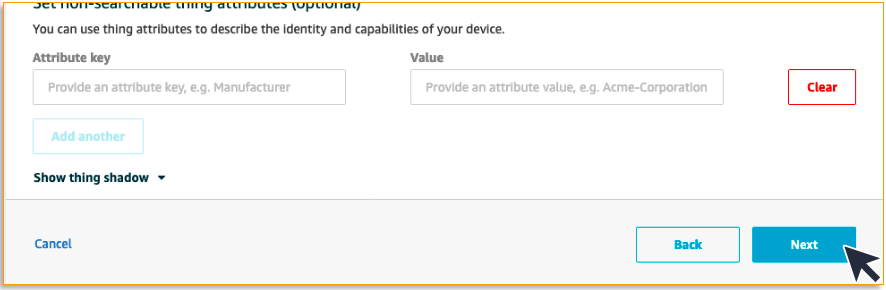 Set non-searchable thing attributes (optional)
You can use thing attributes to describe the identity and capabilities of your device.
Attribute key
Value
Provide an attribute key, e.g. Manufacturer
Provide an attribute value, e.g. Acme-Corporation
Clear
Add another
Show thing shadow
Cancel
Back
Next